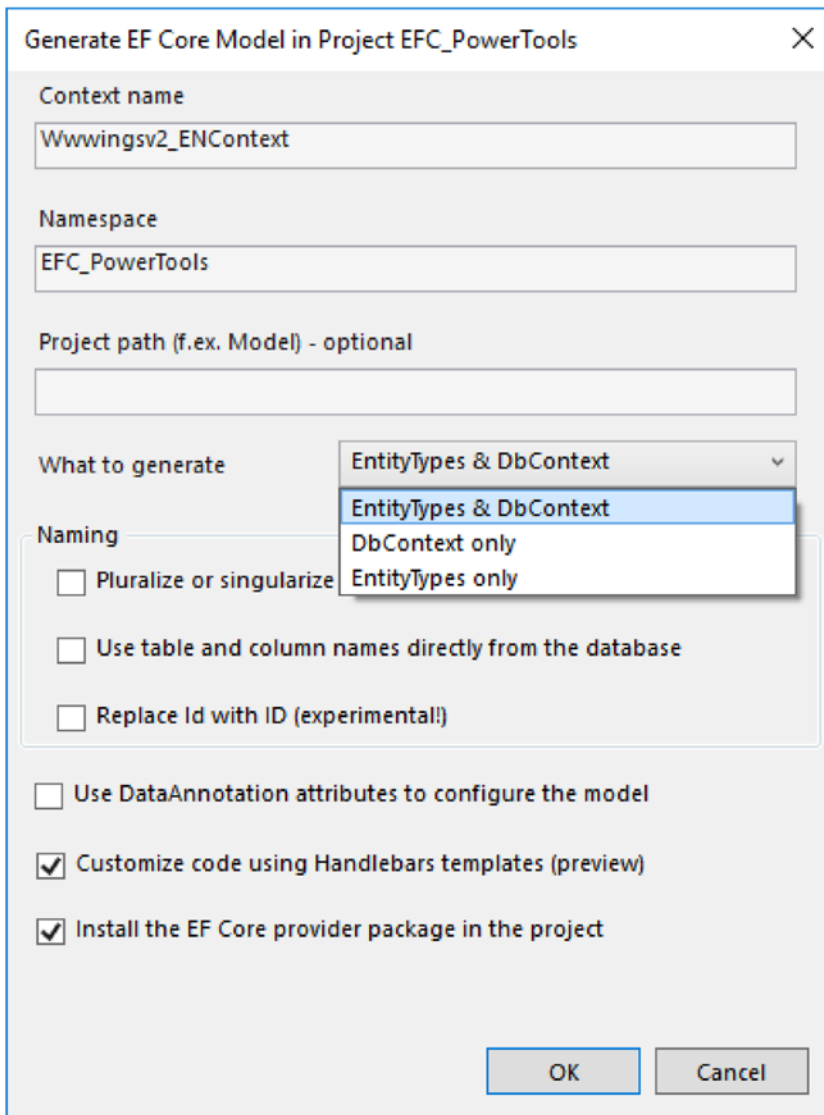 Generate EF Core Model in Project EFC_PowerTools
Context name
Wwwingsv2_ENContext
Namespace
EFC_PowerTools
Project path (f.ex. Model) - optional
What to generate
EntityTypes & DbContext
EntityTypes & DbContext
DbContext only
EntityTypes only
Naming
Pluralize or singularize
Use table and column names directly from the database
Replace Id with ID (experimental!)
Use DataAnnotation attributes to configure the model
Customize code using Handlebars templates (preview)
Install the EF Core provider package in the project
OK
Cancel